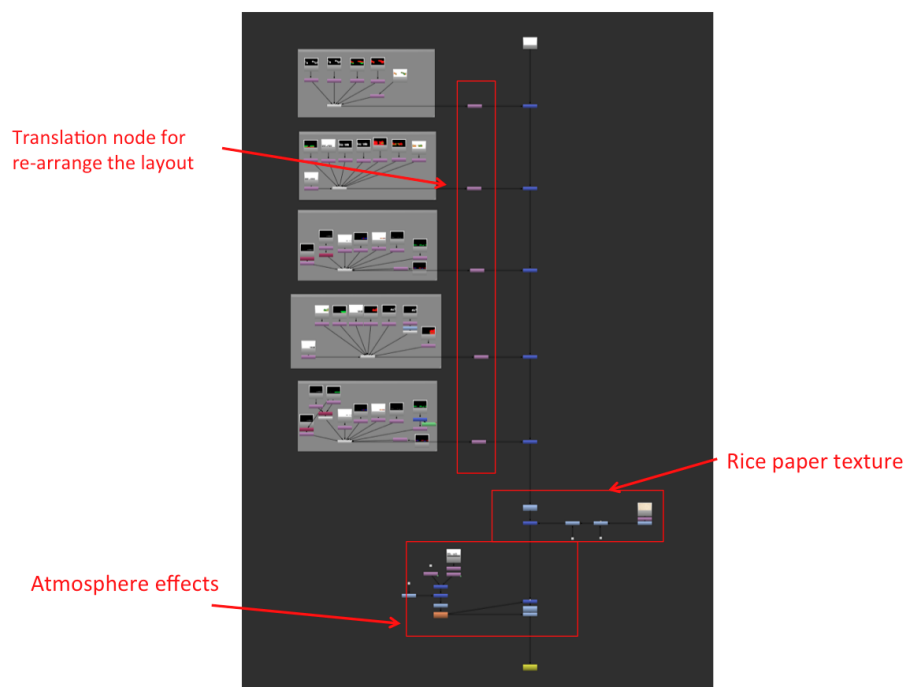 Translation node for
re-arrange the layout
Rice paper texture
Atmosphere effects